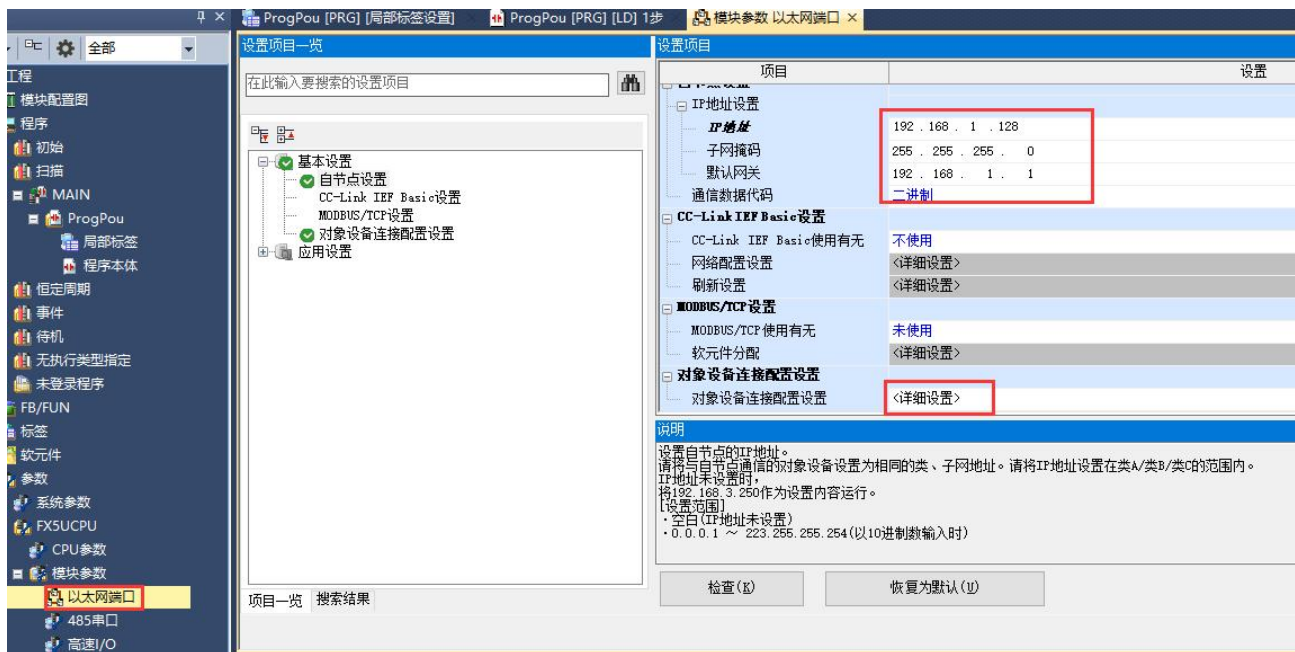 ProgPou [PRG] [局部标签设置]
ProgPou [PRG] [LD] 1步
模块参数 以太网端口
全部
工程
模块配置图
程序
初始
扫描
MAIN
ProgPou
局部标签
程序本体
恒定周期
事件
待机
无执行类型指定
未登录程序
FB/FUN
标签
软元件
参数
系统参数
FX5UCPU
CPU参数
模块参数
以太网端口
485串口
高速I/O
设置项目一览
在此输入要搜索的设置项目
基本设置
自节点设置
CC-Link IEF Basic设置
MODBUS/TCP设置
对象设备连接配置设置
应用设置
项目一览 搜索结果
设置项目
项目 设置
自节点设置
IP地址设置
IP地址 192 . 168 . 1 . 128
子网掩码 255 . 255 . 255 . 0
默认网关 192 . 168 . 1 . 1
通信数据代码 二进制
CC-Link IEF Basic设置
CC-Link IEF Basic使用有无 不使用
网络配置设置 <详细设置>
刷新设置 <详细设置>
MODBUS/TCP设置
MODBUS/TCP使用有无 未使用
软元件分配 <详细设置>
对象设备连接配置设置
对象设备连接配置设置 <详细设置>
说明
设置自节点的IP地址。
请将与自节点通信的对象设备设置为相同的类、子网地址。请将IP地址设置在类A/类B/类C的范围内。
IP地址未设置时,
将192.168.3.250作为设置内容运行。
[设置范围]
・空白(IP地址未设置)
・0.0.0.1 ~ 223.255.255.254(以10进制数输入时)
检查(K)
恢复为默认(U)